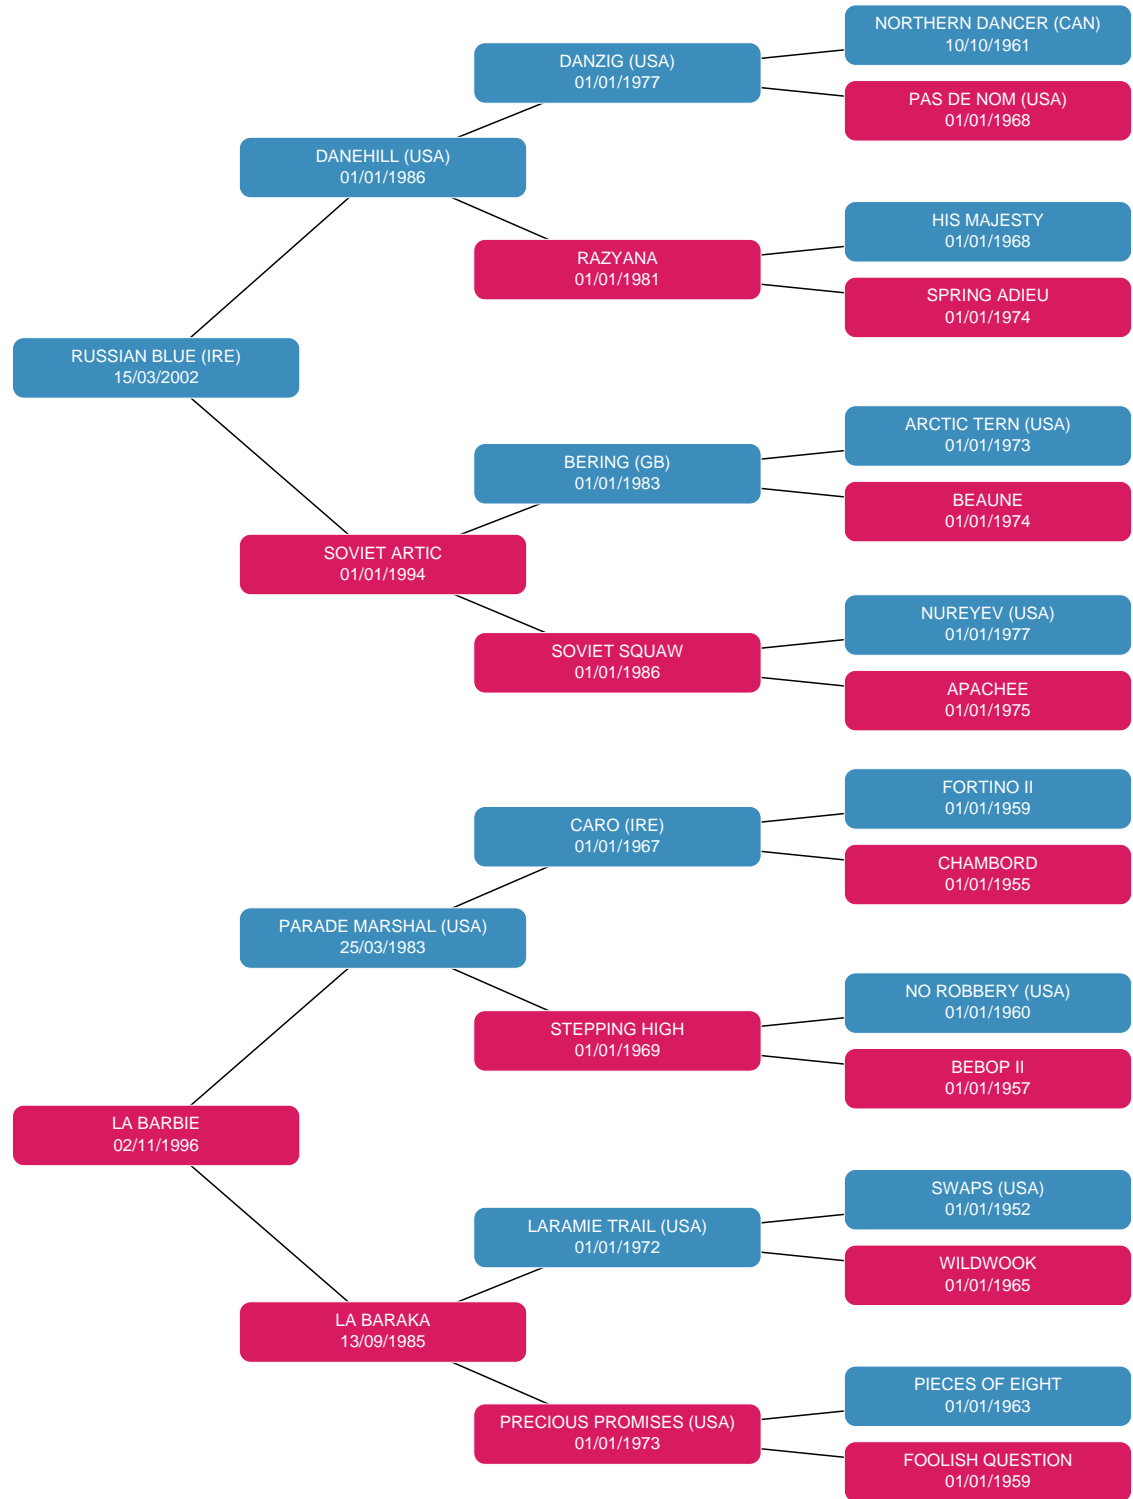 NORTHERN DANCER (CAN)
10/10/1961
DANZIG (USA)
01/01/1977
PAS DE NOM (USA)
01/01/1968
DANEHILL (USA)
01/01/1986
HIS MAJESTY
01/01/1968
RAZYANA
01/01/1981
SPRING ADIEU
01/01/1974
RUSSIAN BLUE (IRE)
15/03/2002
ARCTIC TERN (USA)
01/01/1973
BERING (GB)
01/01/1983
BEAUNE
01/01/1974
SOVIET ARTIC
01/01/1994
NUREYEV (USA)
01/01/1977
SOVIET SQUAW
01/01/1986
APACHEE
01/01/1975
FORTINO II
01/01/1959
CARO (IRE)
01/01/1967
CHAMBORD
01/01/1955
PARADE MARSHAL (USA)
25/03/1983
NO ROBBERY (USA)
01/01/1960
STEPPING HIGH
01/01/1969
BEBOP II
01/01/1957
LA BARBIE
02/11/1996
SWAPS (USA)
01/01/1952
LARAMIE TRAIL (USA)
01/01/1972
WILDWOOK
01/01/1965
LA BARAKA
13/09/1985
PIECES OF EIGHT
01/01/1963
PRECIOUS PROMISES (USA)
01/01/1973
FOOLISH QUESTION
01/01/1959